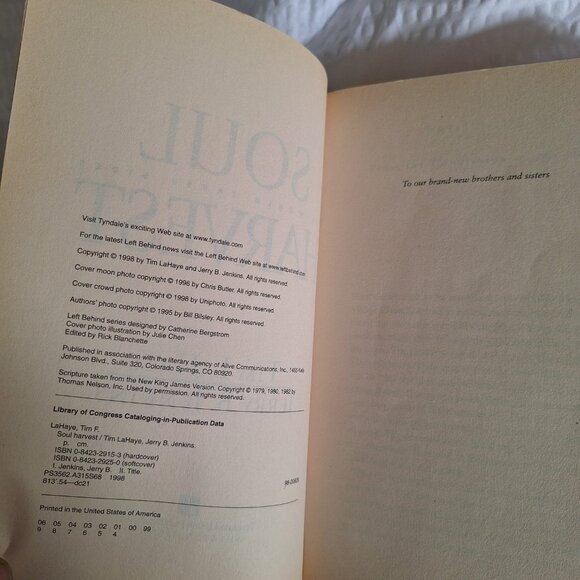 SOUL
HARVEST
Visit Tyndale's exciting Web site at www.tyndale.com
For the latest Left Behind news visit the Left Behind Web site at www.leftbehind.com
Copyright © 1998 by Tim LaHaye and Jerry B. Jenkins. All rights reserved.
Cover moon photo copyright © 1996 by Chris Butler. All rights reserved.
Cover crowd photo copyright © 1998 by Uniphoto. All rights reserved.
Authors' photo copyright © 1995 by Bill Bilsley. All rights reserved.
Left Behind series designed by Catherine Bergstrom
Cover photo illustration by Julie Chen
Edited by Rick Blanchette
Published in association with the literary agency of Alive Communications, Inc., 1465 Kelly
Johnson Blvd., Suite 320, Colorado Springs, CO 80920.
Scripture taken from the New King James Version. Copyright © 1979, 1980, 1982 by
Thomas Nelson, Inc. Used by permission. All rights reserved.
Library of Congress Cataloging-in-Publication Data
LaHaye, Tim F.
Soul harvest / Tim LaHaye, Jerry B. Jenkins.
p. cm.
ISBN 0-8423-2915-3 (hardcover)
ISBN 0-8423-2925-0 (softcover)
I. Jenkins, Jerry B. II. Title.
PS3562.A315S68 1998
813'.54—dc21
Printed in the United States of America
06 05 04 03 02 01 00 99
9 8 7 6 5 4
To our brand-new brothers and sisters